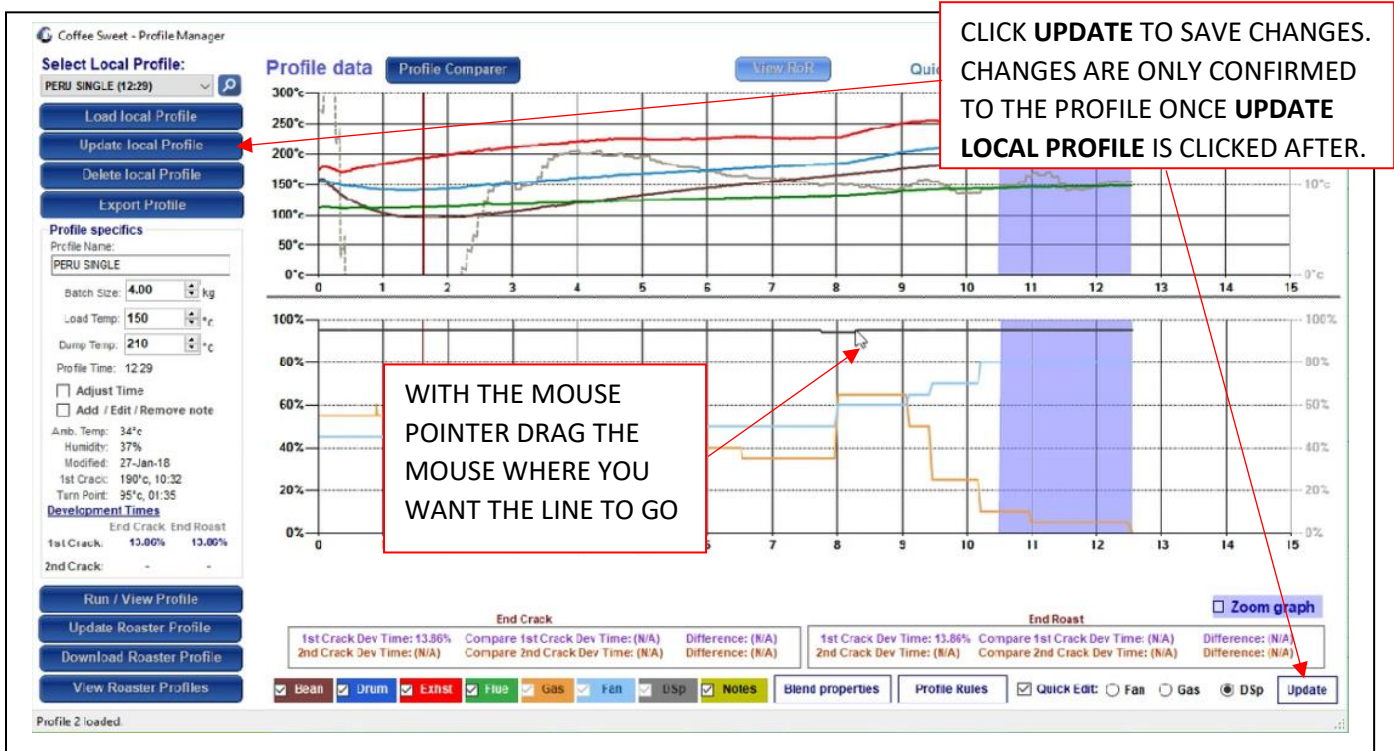 Coffee Sweet - Profile Manager
CLICK UPDATE TO SAVE CHANGES.
CHANGES ARE ONLY CONFIRMED
TO THE PROFILE ONCE UPDATE
LOCAL PROFILE IS CLICKED AFTER.
Select Local Profile:
PERU SINGLE (12:29)
Load local Profile
Update local Profile
Delete local Profile
Export Profile
Profile specifics
Profile Name:
PERU SINGLE
Batch Size: 4.00 kg
Load Temp: 150 °c
Dump Temp: 210 °c
Profile Time: 12:29
Adjust Time
Add / Edit / Remove note
Amb. Temp: 34°c
Humidity: 37%
Modified: 27-Jan-18
1st Crack: 190°c, 10:32
Turn Point: 95°c, 01:35
Development Times
End Crack End Roast
1st Crack: 13.86% 13.86%
2nd Crack: - -
Run / View Profile
Update Roaster Profile
Download Roaster Profile
View Roaster Profiles
Profile 2 loaded.
Profile data Profile Comparer View RoR
300°c
250°c
200°c
150°c 10°c
100°c
50°c
0°c 0°c
0 1 2 3 4 5 6 7 8 9 10 11 12 13 14 15
100% 100%
80% 80%
60% 60%
40% 40%
20% 20%
0% 0%
0 6 7 8 9 10 11 12 13 14 15
WITH THE MOUSE
POINTER DRAG THE
MOUSE WHERE YOU
WANT THE LINE TO GO
Zoom graph
End Crack
1st Crack Dev Time: 13.86% Compare 1st Crack Dev Time: (N/A) Difference: (N/A)
2nd Crack Dev Time: (N/A) Compare 2nd Crack Dev Time: (N/A) Difference: (N/A)
End Roast
1st Crack Dev Time: 13.86% Compare 1st Crack Dev Time: (N/A) Difference: (N/A)
2nd Crack Dev Time: (N/A) Compare 2nd Crack Dev Time: (N/A) Difference: (N/A)
Bean Drum Exhst Flue Gas Fan DSp Notes Blend properties Profile Rules Quick Edit: Fan Gas DSp Update